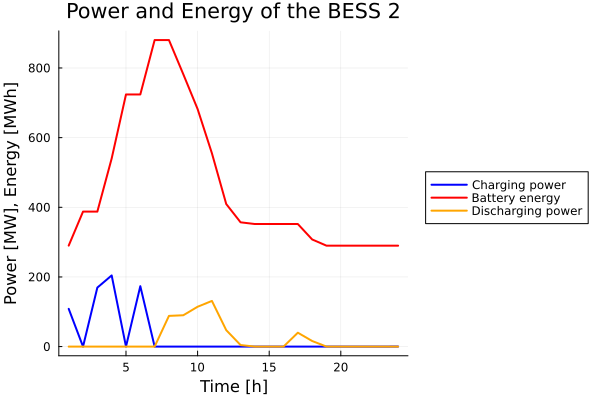 Power and Energy of the BESS 2
Power [MW], Energy [MWh]
800
600
400
200
0
5
10
15
20
Time [h]
Charging power
Battery energy
Discharging power